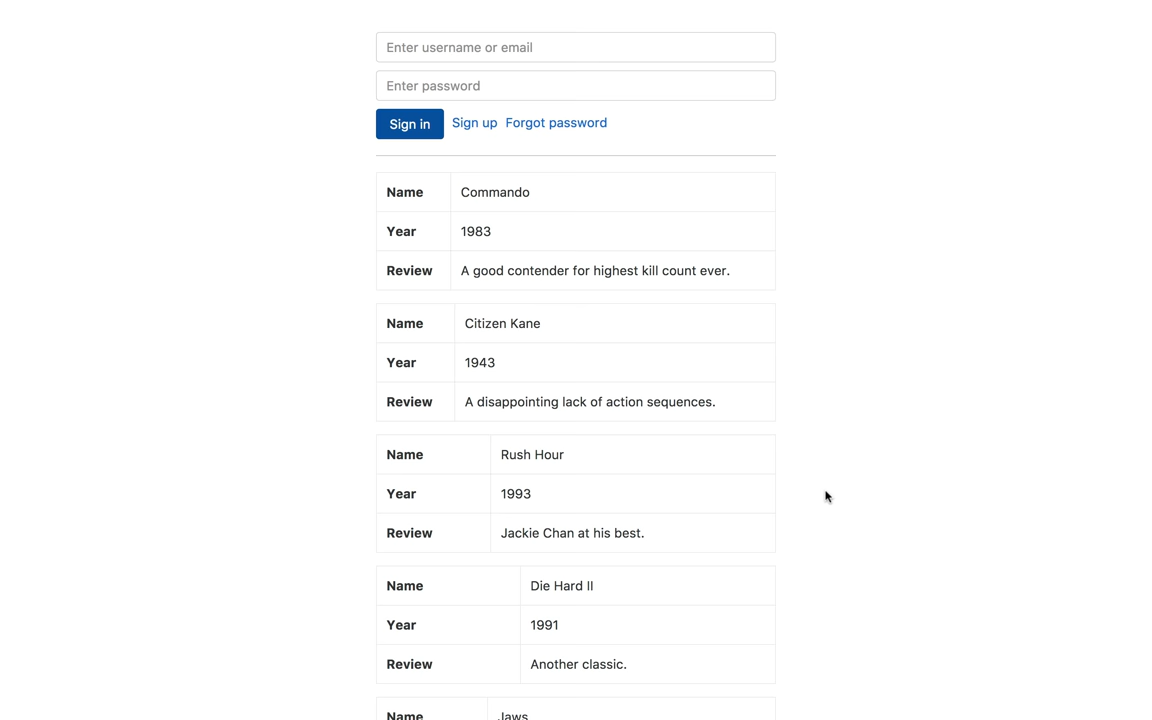 Enter username or email
Enter password
Sign in Sign up Forgot password
Name Commando
Year 1983
Review A good contender for highest kill count ever.
Name Citizen Kane
Year 1943
Review A disappointing lack of action sequences.
Name Rush Hour
Year 1993
Review Jackie Chan at his best.
Name Die Hard II
Year 1991
Review Another classic.
Name Jaws